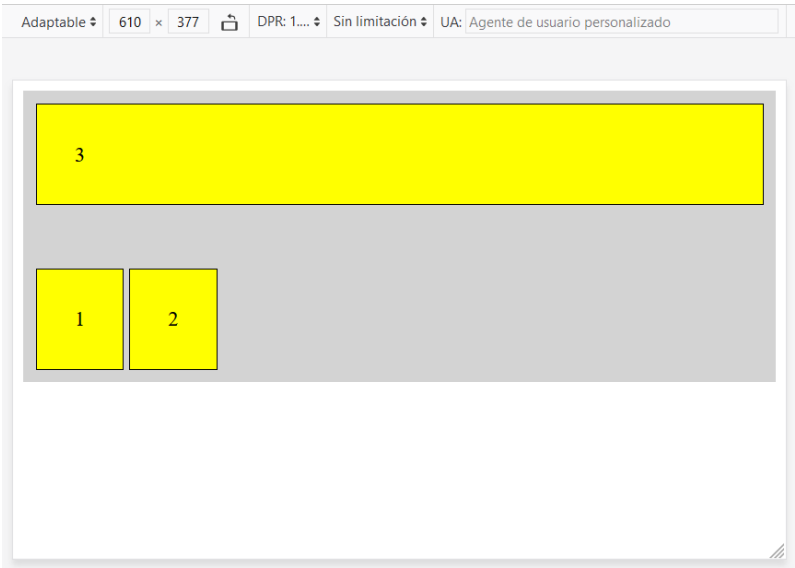 Adaptable 610 × 377 DPR: 1.... Sin limitación UA: Agente de usuario personalizado
3
1 2